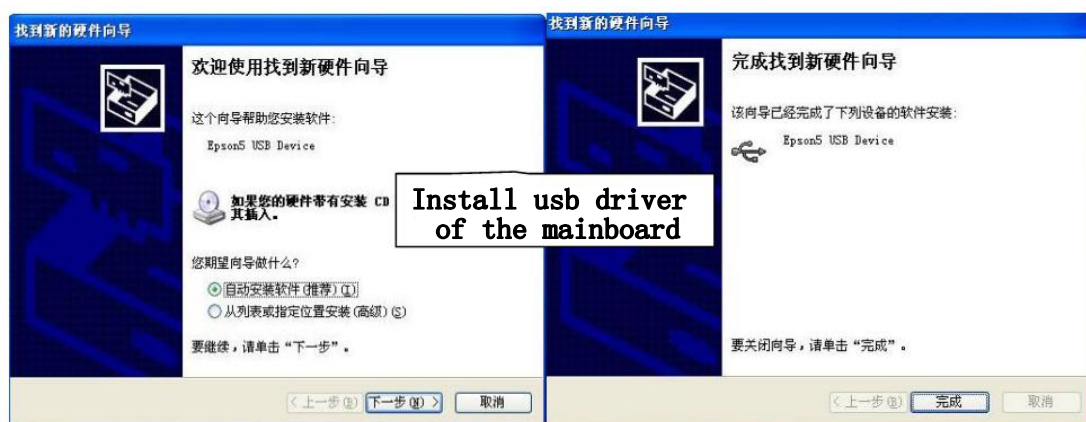 找到新的硬件向导
欢迎使用找到新硬件向导
这个向导帮助您安装软件:
Epson5 USB Device
如果您的硬件带有安装 CD
其插入。
您期望向导做什么?
自动安装软件(推荐)(I)
从列表或指定位置安装(高级)(S)
要继续，请单击“下一步”。
<上一步(B)
下一步(N) >
取消
Install usb driver
of the mainboard
找到新的硬件向导
完成找到新硬件向导
该向导已经完成了下列设备的软件安装:
Epson5 USB Device
要关闭向导，请单击“完成”。
<上一步(B)
完成
取消